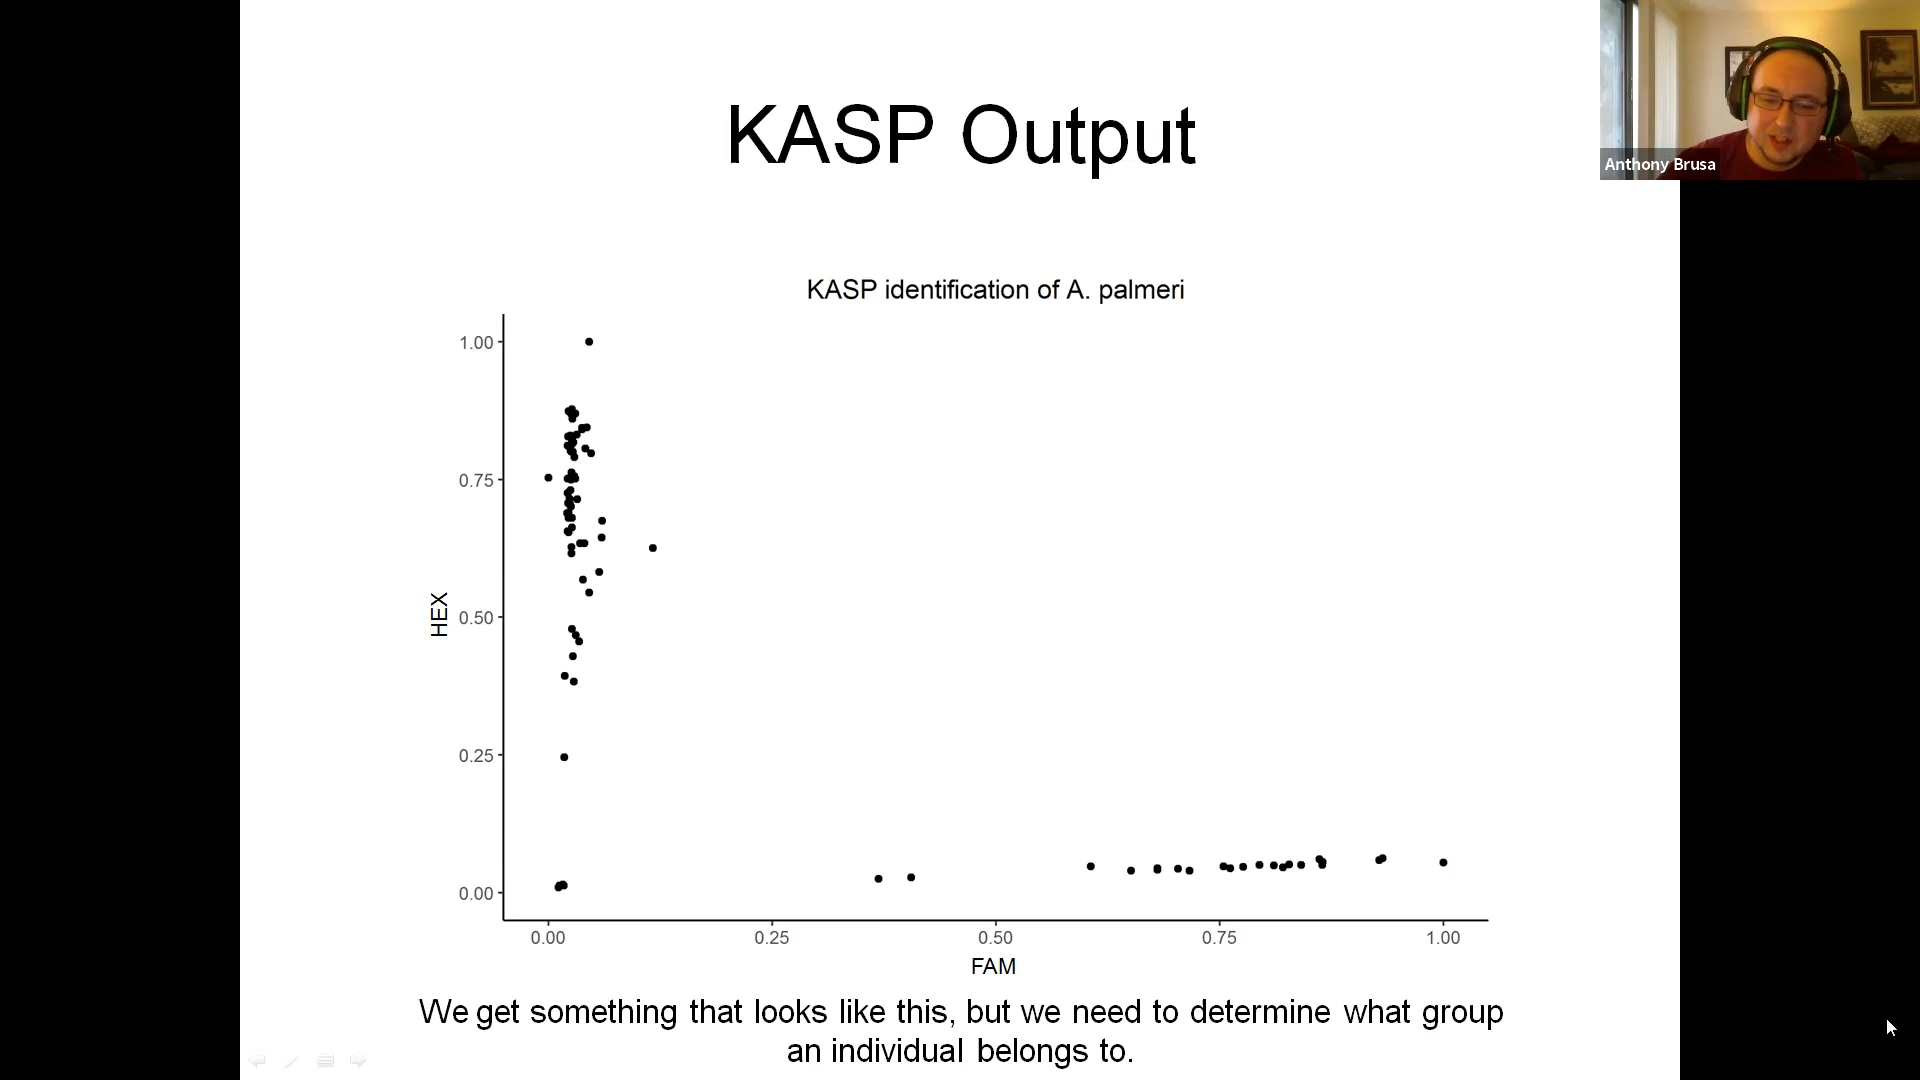 KASP Output
Anthony Brusa
KASP identification of A. palmeri
1.00
0.75
0.50
0.25
0.00
HEX
0.00 0.25 0.50 0.75 1.00
FAM
We get something that looks like this, but we need to determine what group
an individual belongs to.